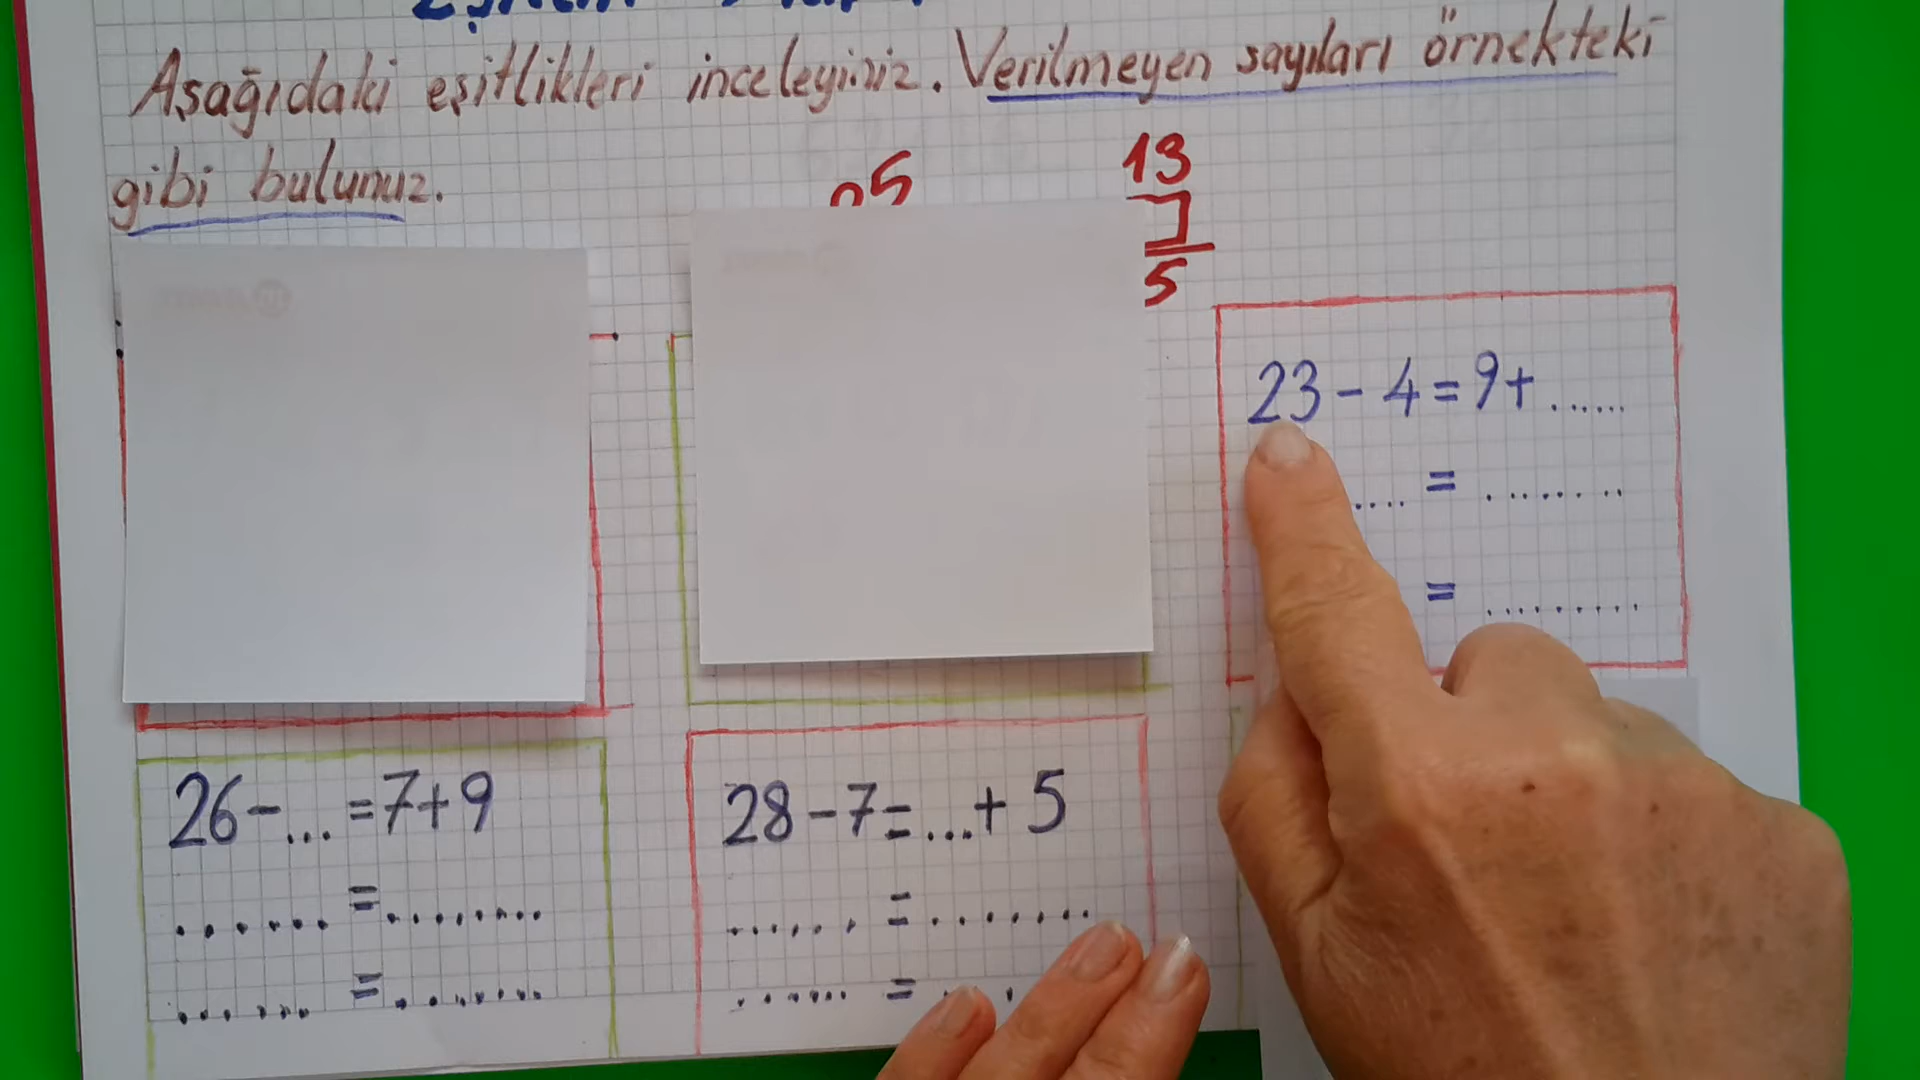 Aşağıdaki eşitlikleri inceleyiniz. Verilmeyen sayıları örnekteki
gibi bulunuz.
13
5
23 - 4 = 9 + ......
.... = ........
= .........
26 - ... = 7 + 9
....... = ........
...... = ........
28 - 7 = ... + 5
...... = .......
...... =